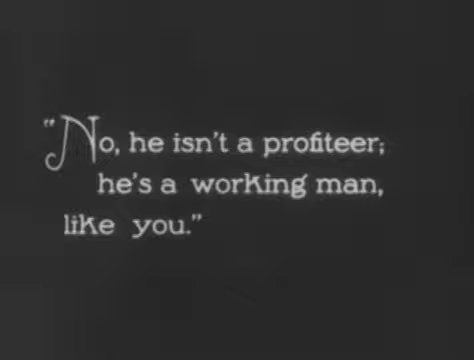 "No, he isn't a profiteer;
he's a working man,
like you."